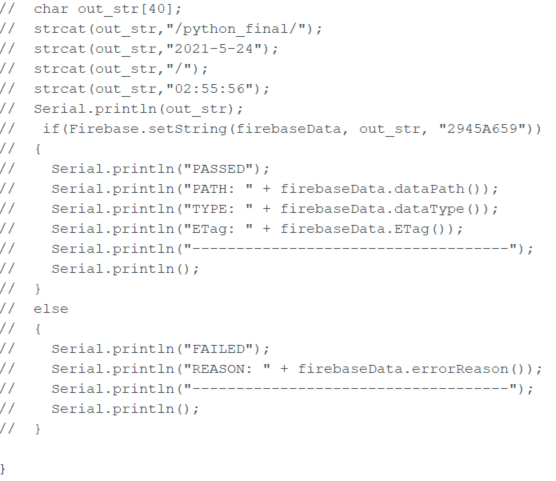 //  char out_str[40];
//  strcat(out_str,"/python_final/");
//  strcat(out_str,"2021-5-24");
//  strcat(out_str,"/");
//  strcat(out_str,"02:55:56");
//  Serial.println(out_str);
//   if(Firebase.setString(firebaseData, out_str, "2945A659"))
//  {
//    Serial.println("PASSED");
//    Serial.println("PATH: " + firebaseData.dataPath());
//    Serial.println("TYPE: " + firebaseData.dataType());
//    Serial.println("ETag: " + firebaseData.ETag());
//    Serial.println("------------------------------------");
//    Serial.println();
//  }
//  else
//  {
//    Serial.println("FAILED");
//    Serial.println("REASON: " + firebaseData.errorReason());
//    Serial.println("------------------------------------");
//    Serial.println();
//  }
}